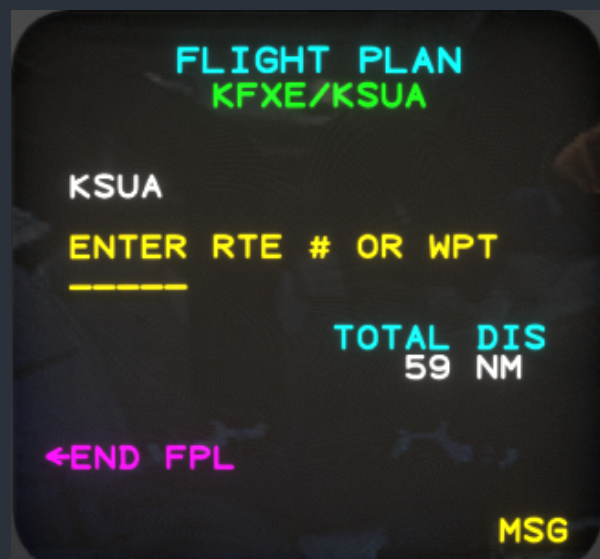 FLIGHT PLAN
KFXE/KSUA
KSUA
ENTER RTE # OR WPT
-----
TOTAL DIS
59 NM
←END FPL
MSG